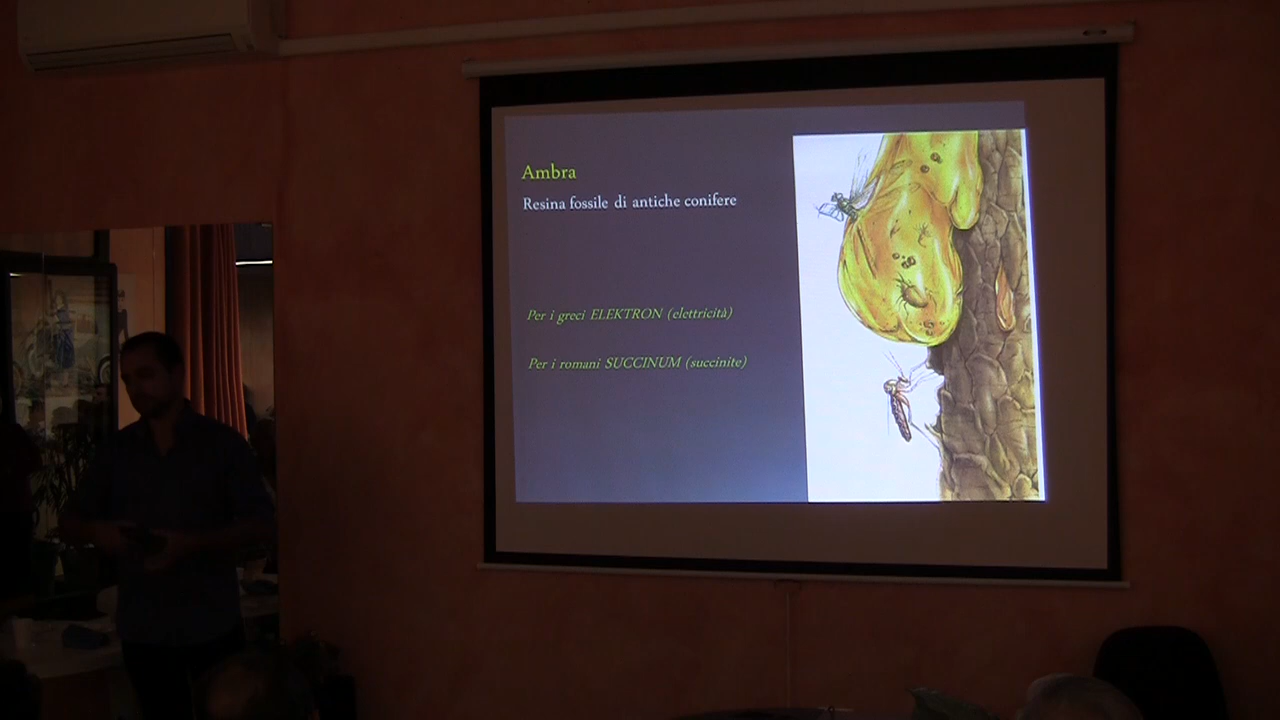 Ambra
Resina fossile di antiche conifere
Per i greci ELEKTRON (elettricità)
Per i romani SUCCINUM (succinite)